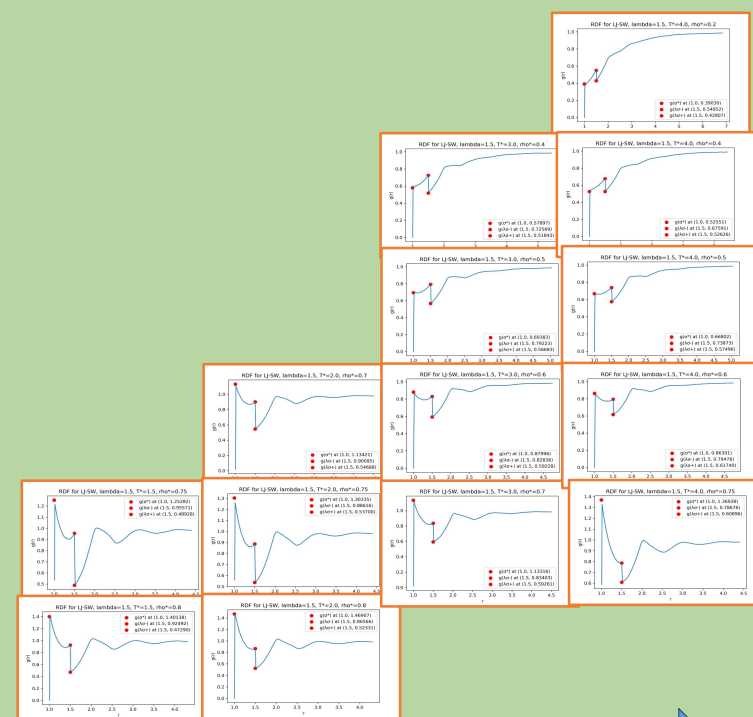 RDF for LJ-SW, lambda=1.5, T*=4.0, rho*=0.2
g(σ*) at (1.0, 0.39030)
g(λσ-) at (1.5, 0.54952)
g(λσ+) at (1.5, 0.42807)
RDF for LJ-SW, lambda=1.5, T*=3.0, rho*=0.4
g(σ*) at (1.0, 0.57897)
g(λσ-) at (1.5, 0.72569)
g(λσ+) at (1.5, 0.51843)
RDF for LJ-SW, lambda=1.5, T*=4.0, rho*=0.4
g(σ*) at (1.0, 0.52551)
g(λσ-) at (1.5, 0.67591)
g(λσ+) at (1.5, 0.52626)
RDF for LJ-SW, lambda=1.5, T*=3.0, rho*=0.5
g(σ*) at (1.0, 0.69383)
g(λσ-) at (1.5, 0.79223)
g(λσ+) at (1.5, 0.56683)
RDF for LJ-SW, lambda=1.5, T*=4.0, rho*=0.5
g(σ*) at (1.0, 0.66802)
g(λσ-) at (1.5, 0.73873)
g(λσ+) at (1.5, 0.57496)
RDF for LJ-SW, lambda=1.5, T*=2.0, rho*=0.7
g(σ*) at (1.0, 1.13421)
g(λσ-) at (1.5, 0.90095)
g(λσ+) at (1.5, 0.54686)
RDF for LJ-SW, lambda=1.5, T*=3.0, rho*=0.6
g(σ*) at (1.0, 0.87996)
g(λσ-) at (1.5, 0.82836)
g(λσ+) at (1.5, 0.59228)
RDF for LJ-SW, lambda=1.5, T*=4.0, rho*=0.6
g(σ*) at (1.0, 0.86301)
g(λσ-) at (1.5, 0.79478)
g(λσ+) at (1.5, 0.61740)
RDF for LJ-SW, lambda=1.5, T*=1.5, rho*=0.75
g(σ*) at (1.0, 1.25282)
g(λσ-) at (1.5, 0.95571)
g(λσ+) at (1.5, 0.48926)
RDF for LJ-SW, lambda=1.5, T*=2.0, rho*=0.75
g(σ*) at (1.0, 1.30335)
g(λσ-) at (1.5, 0.88616)
g(λσ+) at (1.5, 0.53700)
RDF for LJ-SW, lambda=1.5, T*=3.0, rho*=0.7
g(σ*) at (1.0, 1.13316)
g(λσ-) at (1.5, 0.83403)
g(λσ+) at (1.5, 0.59261)
RDF for LJ-SW, lambda=1.5, T*=4.0, rho*=0.75
g(σ*) at (1.0, 1.36938)
g(λσ-) at (1.5, 0.78676)
g(λσ+) at (1.5, 0.60896)
RDF for LJ-SW, lambda=1.5, T*=1.5, rho*=0.8
g(σ*) at (1.0, 1.40138)
g(λσ-) at (1.5, 0.92492)
g(λσ+) at (1.5, 0.47290)
RDF for LJ-SW, lambda=1.5, T*=2.0, rho*=0.8
g(σ*) at (1.0, 1.46907)
g(λσ-) at (1.5, 0.86566)
g(λσ+) at (1.5, 0.52331)